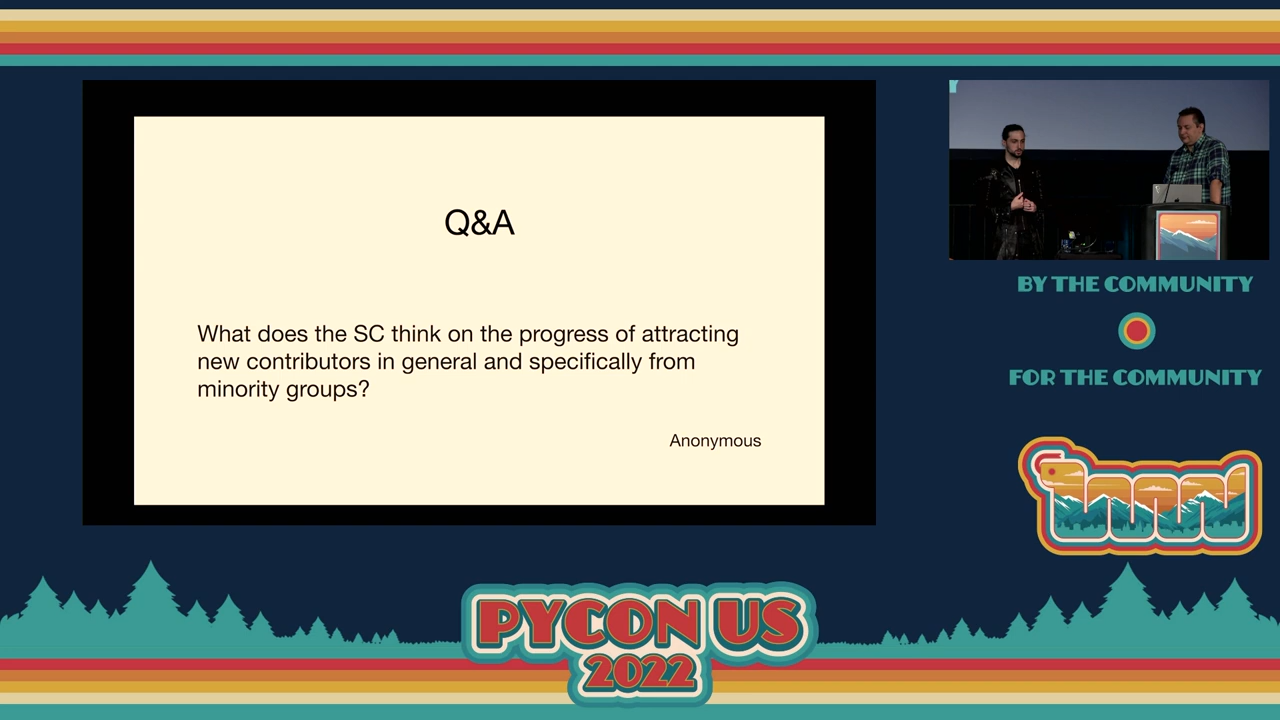 Q&A
What does the SC think on the progress of attracting
new contributors in general and specifically from
minority groups?
Anonymous
BY THE COMMUNITY
FOR THE COMMUNITY
PYCON US
2022